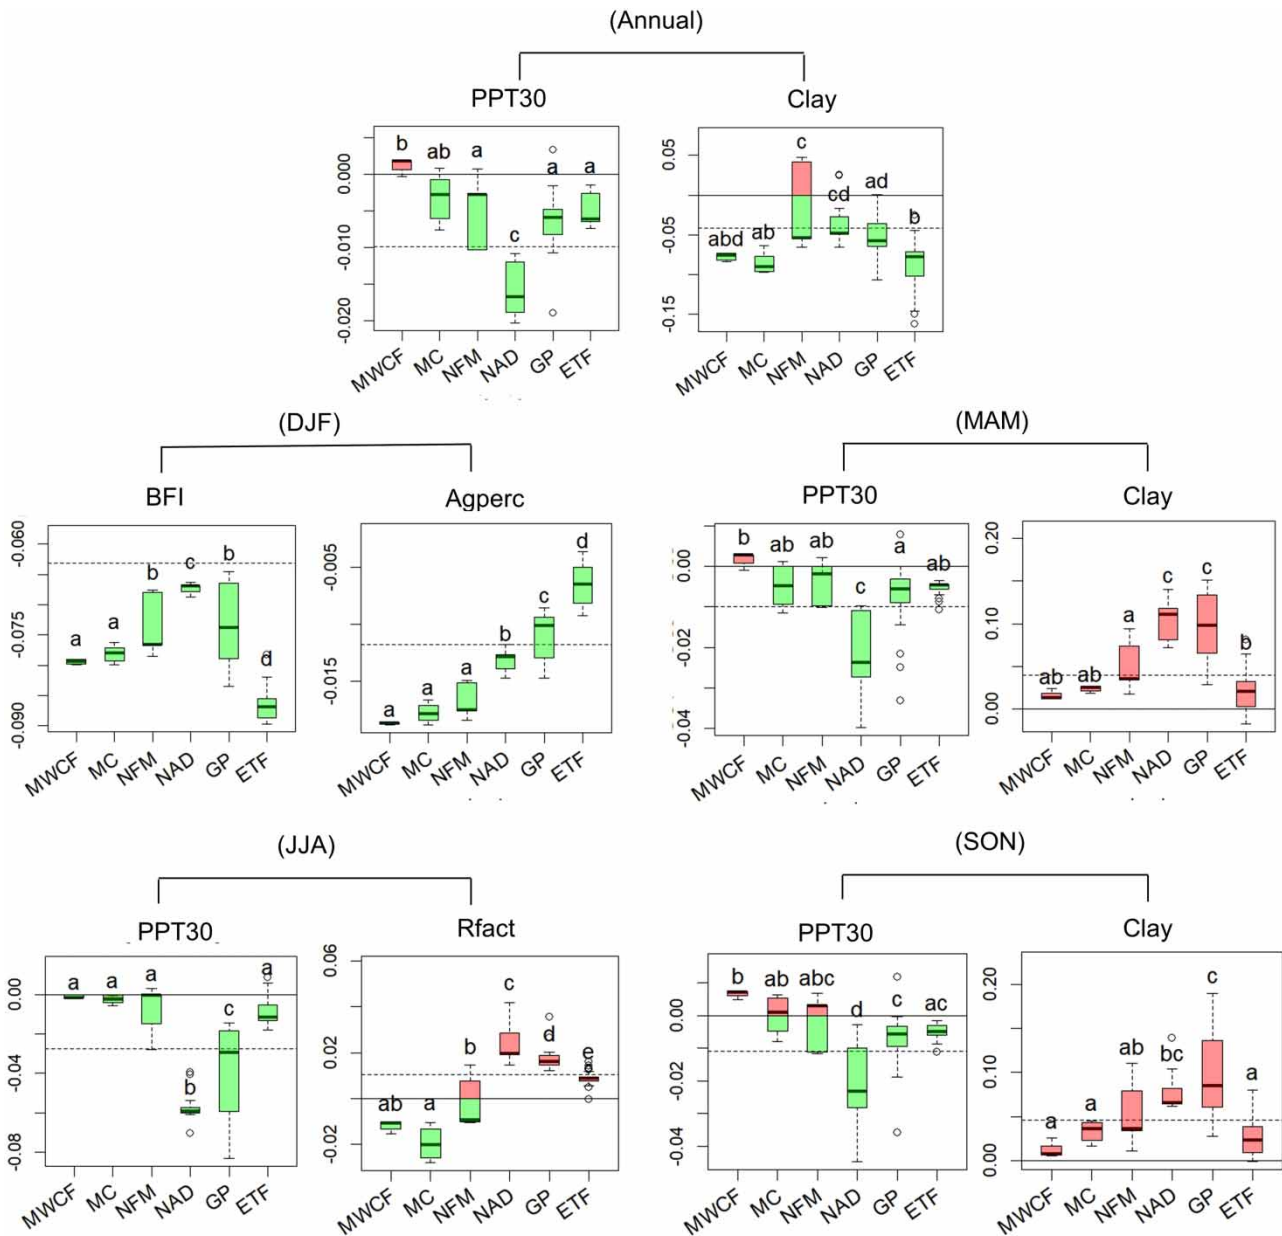 (Annual)
PPT30
Clay
0.000
-0.010
-0.020
b
ab
a
c
a
a
MWCF
MC
NFM
NAD
GP
ETF
0.05
-0.05
-0.15
abd
ab
c
cd
ad
b
MWCF
MC
NFM
NAD
GP
ETF
(DJF)
BFI
Agperc
-0.060
-0.075
-0.090
a
a
b
c
b
d
MWCF
MC
NFM
NAD
GP
ETF
-0.005
-0.015
a
a
a
b
c
d
MWCF
MC
NFM
NAD
GP
ETF
(MAM)
PPT30
Clay
0.00
-0.02
-0.04
b
ab
ab
c
a
ab
MWCF
MC
NFM
NAD
GP
ETF
0.20
0.10
0.00
ab
ab
a
c
c
b
MWCF
MC
NFM
NAD
GP
ETF
(JJA)
PPT30
Rfact
0.00
-0.04
-0.08
a
a
a
b
c
a
MWCF
MC
NFM
NAD
GP
ETF
0.06
0.02
-0.02
ab
a
b
c
d
MWCF
MC
NFM
NAD
GP
ETF
(SON)
PPT30
Clay
0.00
-0.02
-0.04
b
ab
abc
d
c
ac
MWCF
MC
NFM
NAD
GP
ETF
0.20
0.10
0.00
a
a
ab
bc
c
a
MWCF
MC
NFM
NAD
GP
ETF